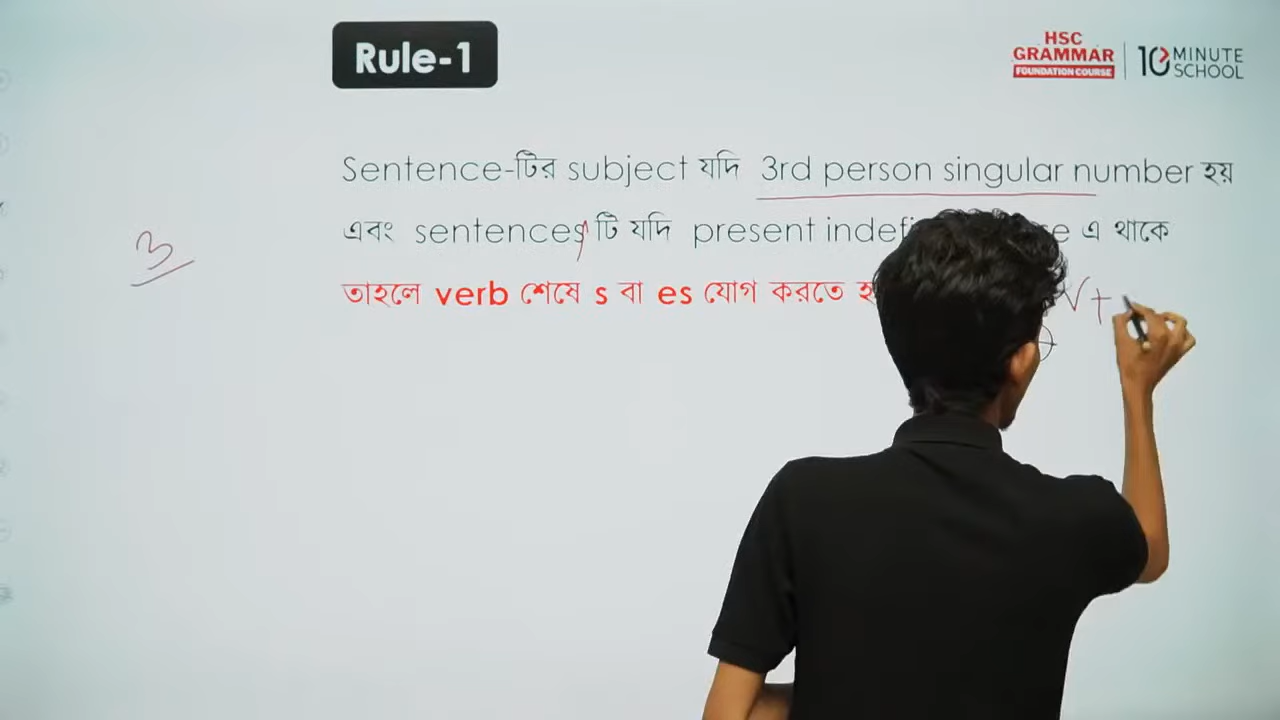 Rule-1
HSC
GRAMMAR
FOUNDATION COURSE
10 MINUTE
SCHOOL
Sentence-টির subject যদি 3rd person singular number হয়
এবং sentences টি যদি present এ থাকে
তাহলে verb শেষে s বা es যোগ করতে
V +
3